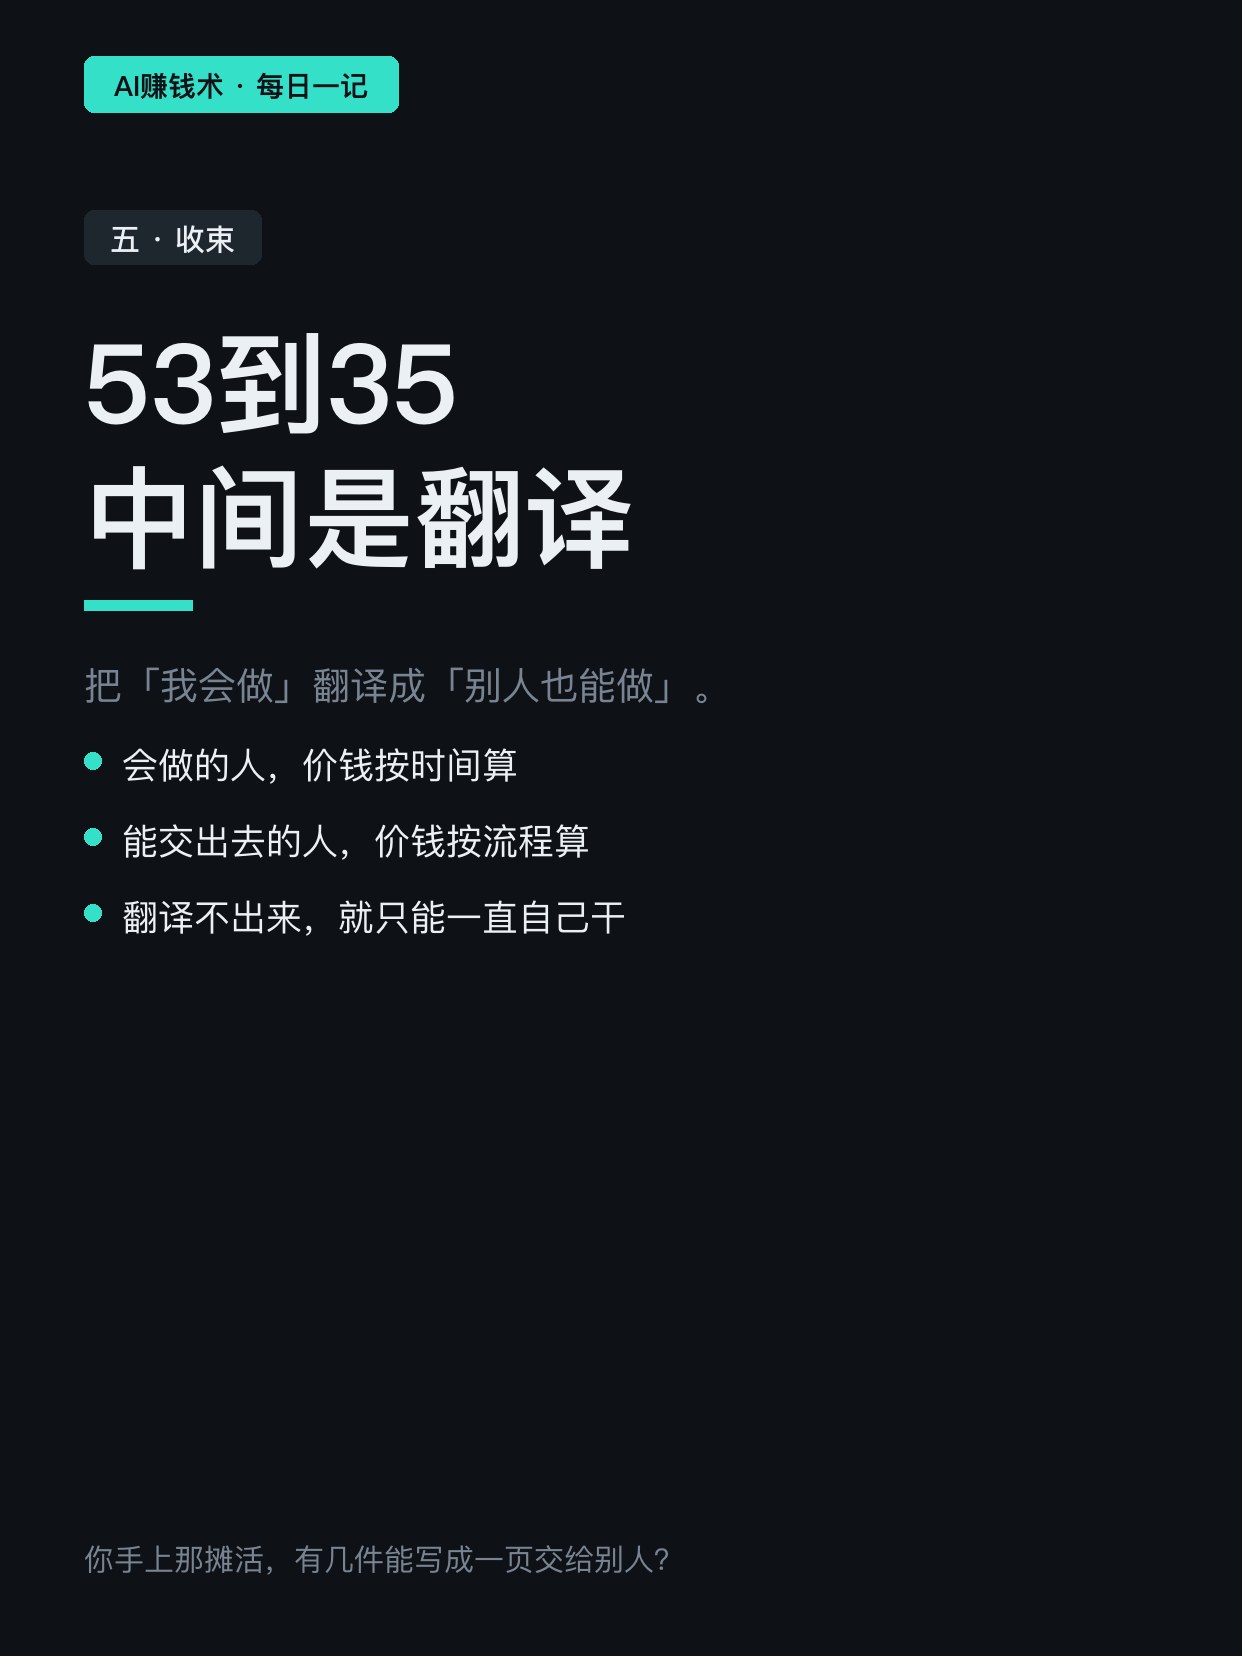 AI赚钱术 · 每日一记
五 · 收束
53到35
中间是翻译
把「我会做」翻译成「别人也能做」。
会做的人，价钱按时间算
能交出去的人，价钱按流程算
翻译不出来，就只能一直自己干
你手上那摊活，有几件能写成一页交给别人？